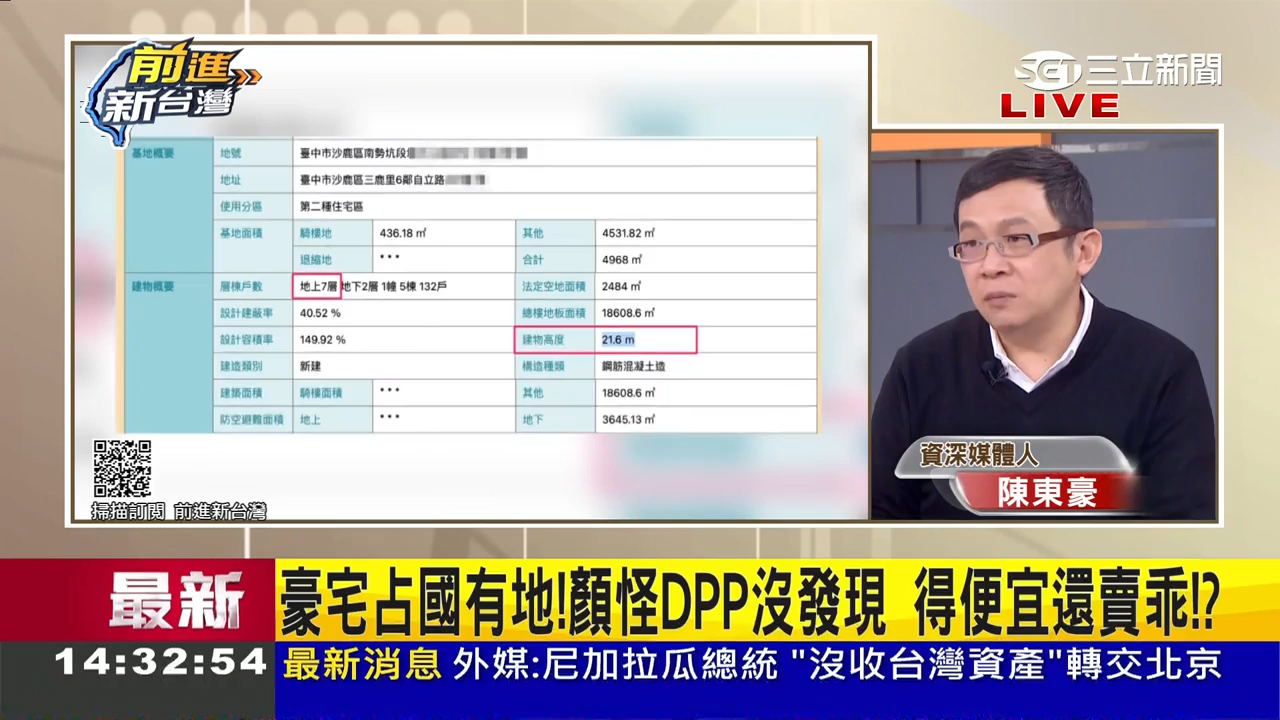 前進
新台灣
SET 三立新聞
LIVE
基地概要 地號 臺中市沙鹿區南勢坑段
地址 臺中市沙鹿區三鹿里6鄰自立路
使用分區 第二種住宅區
基地面積 騎樓地 436.18 ㎡ 其他 4531.82 ㎡
退縮地 *** 合計 4968 ㎡
建物概要 層棟戶數 地上7層 地下2層 1幢 5棟 132戶 法定空地面積 2484 ㎡
設計建蔽率 40.52 % 總樓地板面積 18608.6 ㎡
設計容積率 149.92 % 建物高度 21.6 m
建造類別 新建 構造種類 鋼筋混凝土造
建築面積 騎樓面積 *** 其他 18608.6 ㎡
防空避難面積 地上 *** 地下 3645.13 ㎡
掃描訂閱 前進新台灣
資深媒體人
陳東豪
最新 豪宅占國有地!顏怪DPP沒發現 得便宜還賣乖!?
14:32:54 最新消息 外媒:尼加拉瓜總統 "沒收台灣資產"轉交北京